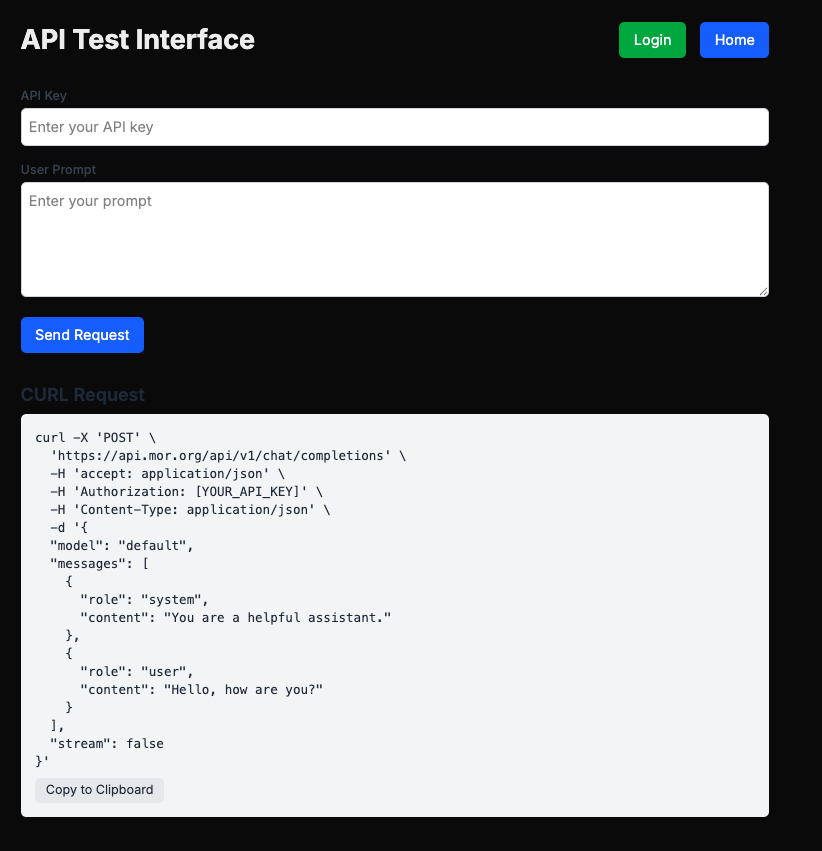 API Test Interface
Login
Home
API Key
Enter your API key
User Prompt
Enter your prompt
Send Request
CURL Request
curl -X 'POST' \
  'https://api.mor.org/api/v1/chat/completions' \
  -H 'accept: application/json' \
  -H 'Authorization: [YOUR_API_KEY]' \
  -H 'Content-Type: application/json' \
  -d '{
  "model": "default",
  "messages": [
    {
      "role": "system",
      "content": "You are a helpful assistant."
    },
    {
      "role": "user",
      "content": "Hello, how are you?"
    }
  ],
  "stream": false
}'
Copy to Clipboard